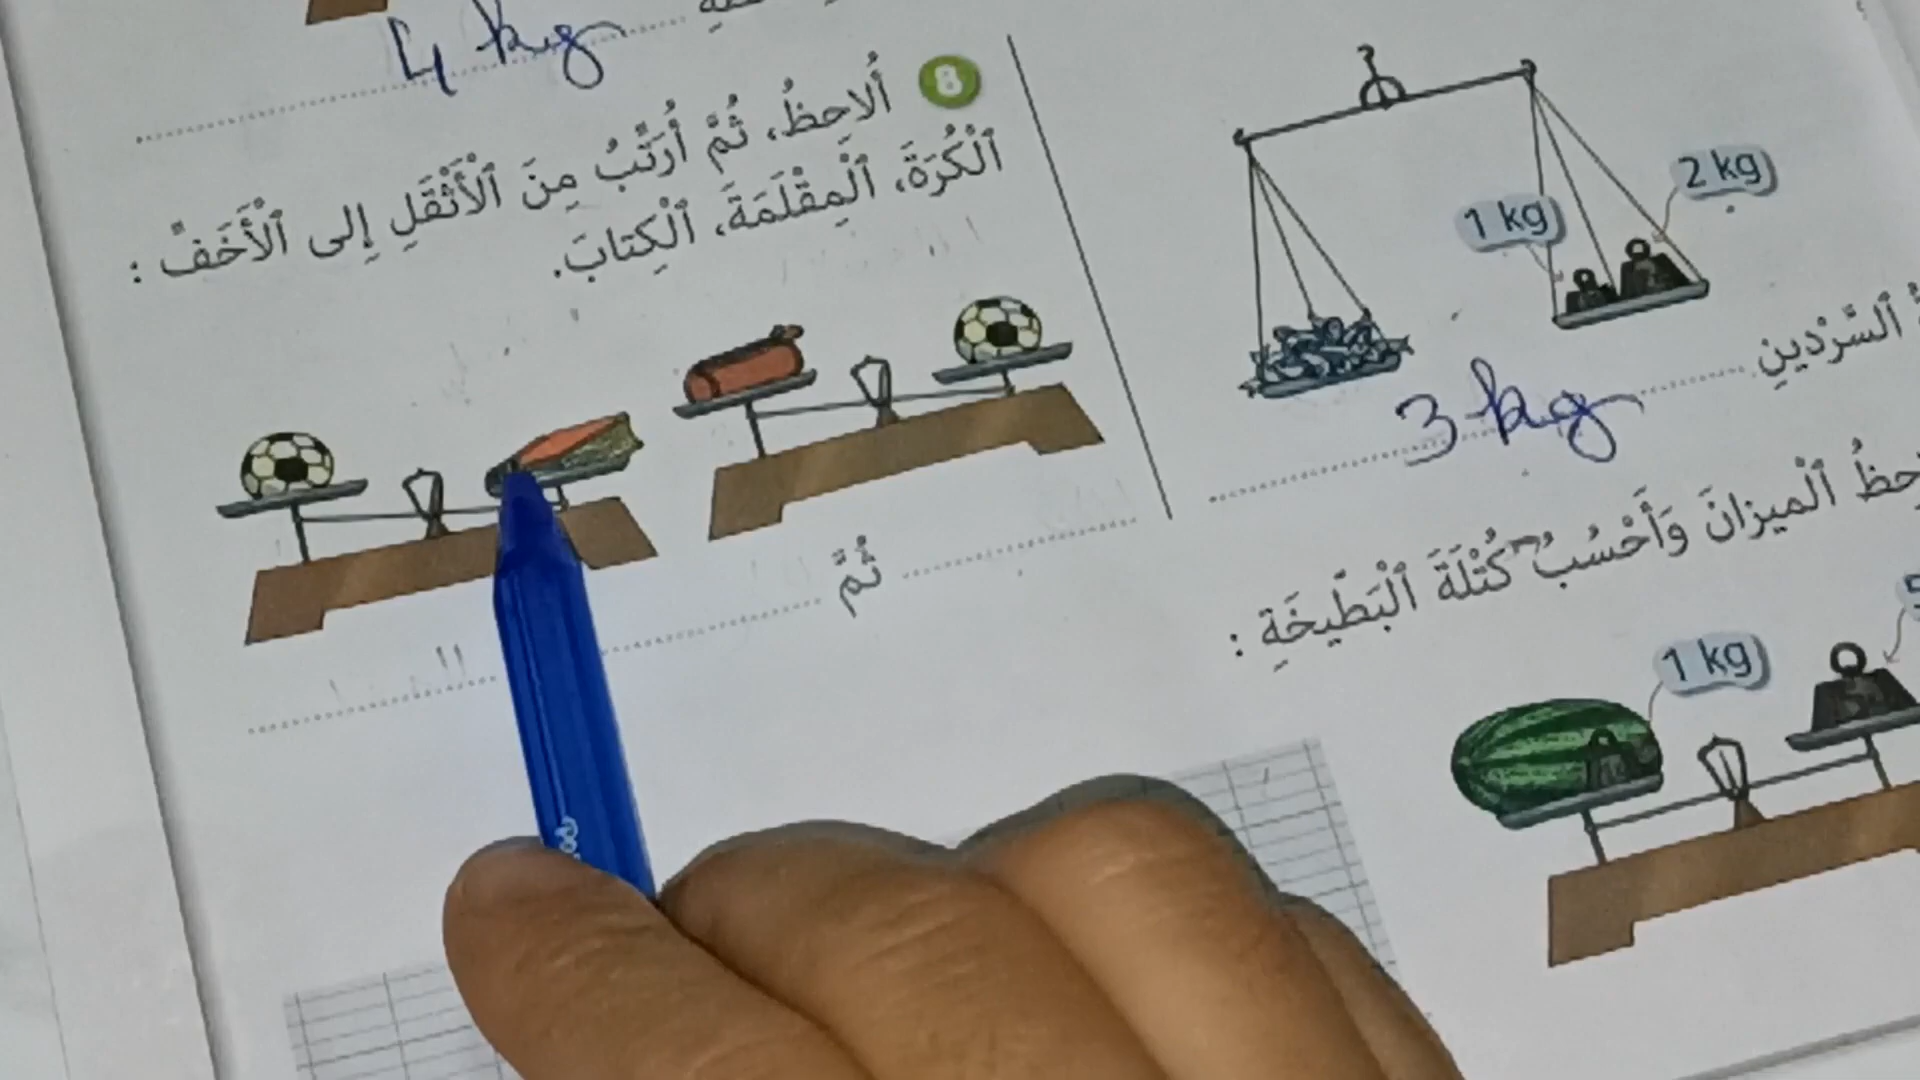 4 kg
8 أُلاحِظُ، ثُمَّ أُرَتِّبُ مِنَ ٱلْأَثْقَلِ إِلى ٱلْأَخَفِّ :
ٱلْكُرَةَ، ٱلْمِقْلَمَةَ، ٱلْكِتابَ.
ثُمَّ
1 kg
2 kg
ٱلسَّرْدينِ
3 kg
ٱلْميزانَ وَأَحْسُبُ كُتْلَةَ ٱلْبَطّيخَةِ :
1 kg